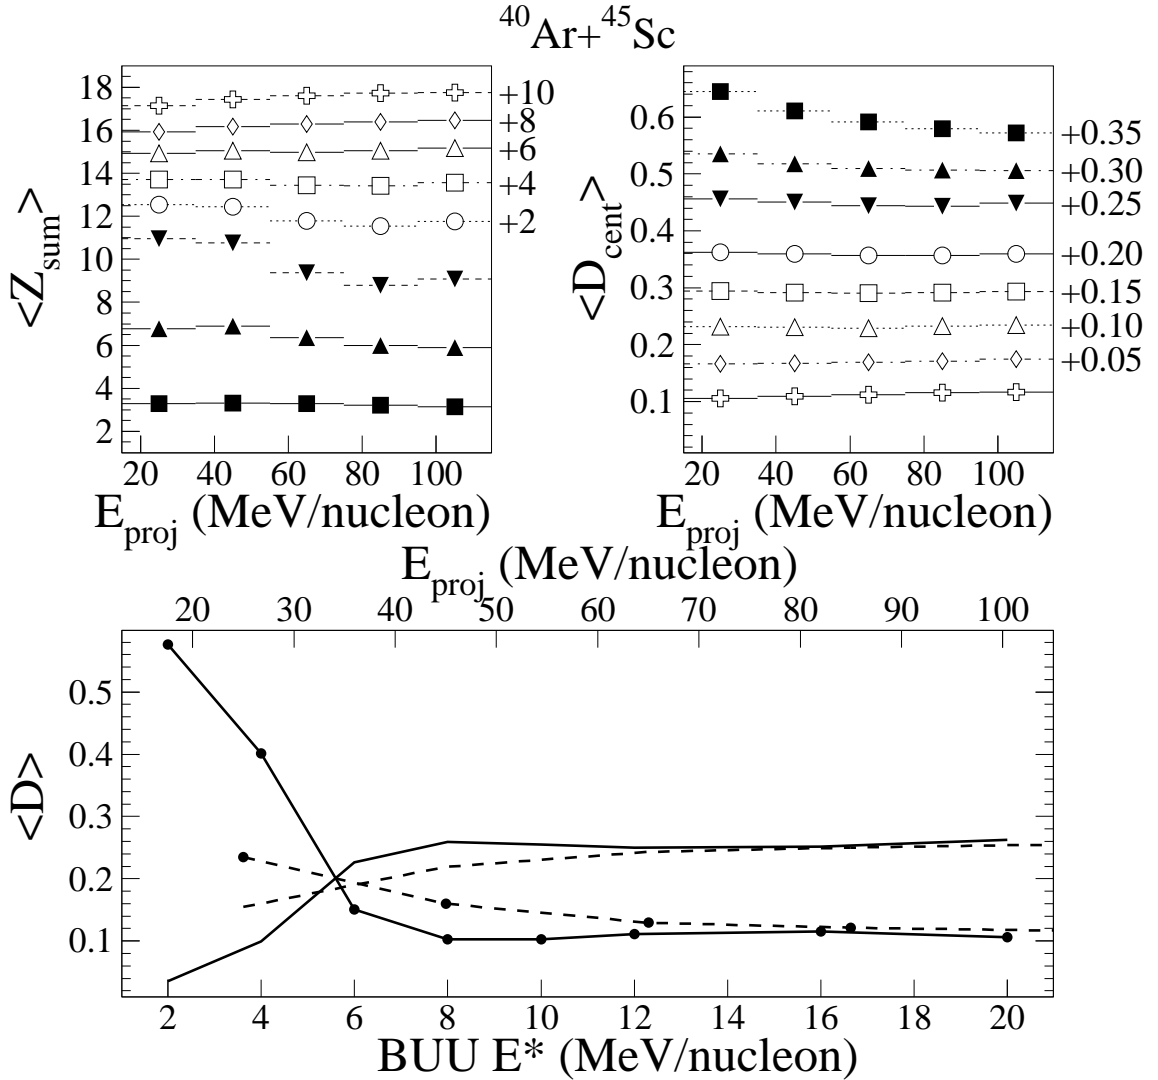 40Ar+45Sc
<Zsum>
18
16
14
12
10
8
6
4
2
+10
+8
+6
+4
+2
20 40 60 80 100
Eproj (MeV/nucleon)
<Dcent>
0.6
0.5
0.4
0.3
0.2
0.1
+0.35
+0.30
+0.25
+0.20
+0.15
+0.10
+0.05
20 40 60 80 100
Eproj (MeV/nucleon)
Eproj (MeV/nucleon)
20 30 40 50 60 70 80 90 100
<D>
0.5
0.4
0.3
0.2
0.1
2 4 6 8 10 12 14 16 18 20
BUU E* (MeV/nucleon)